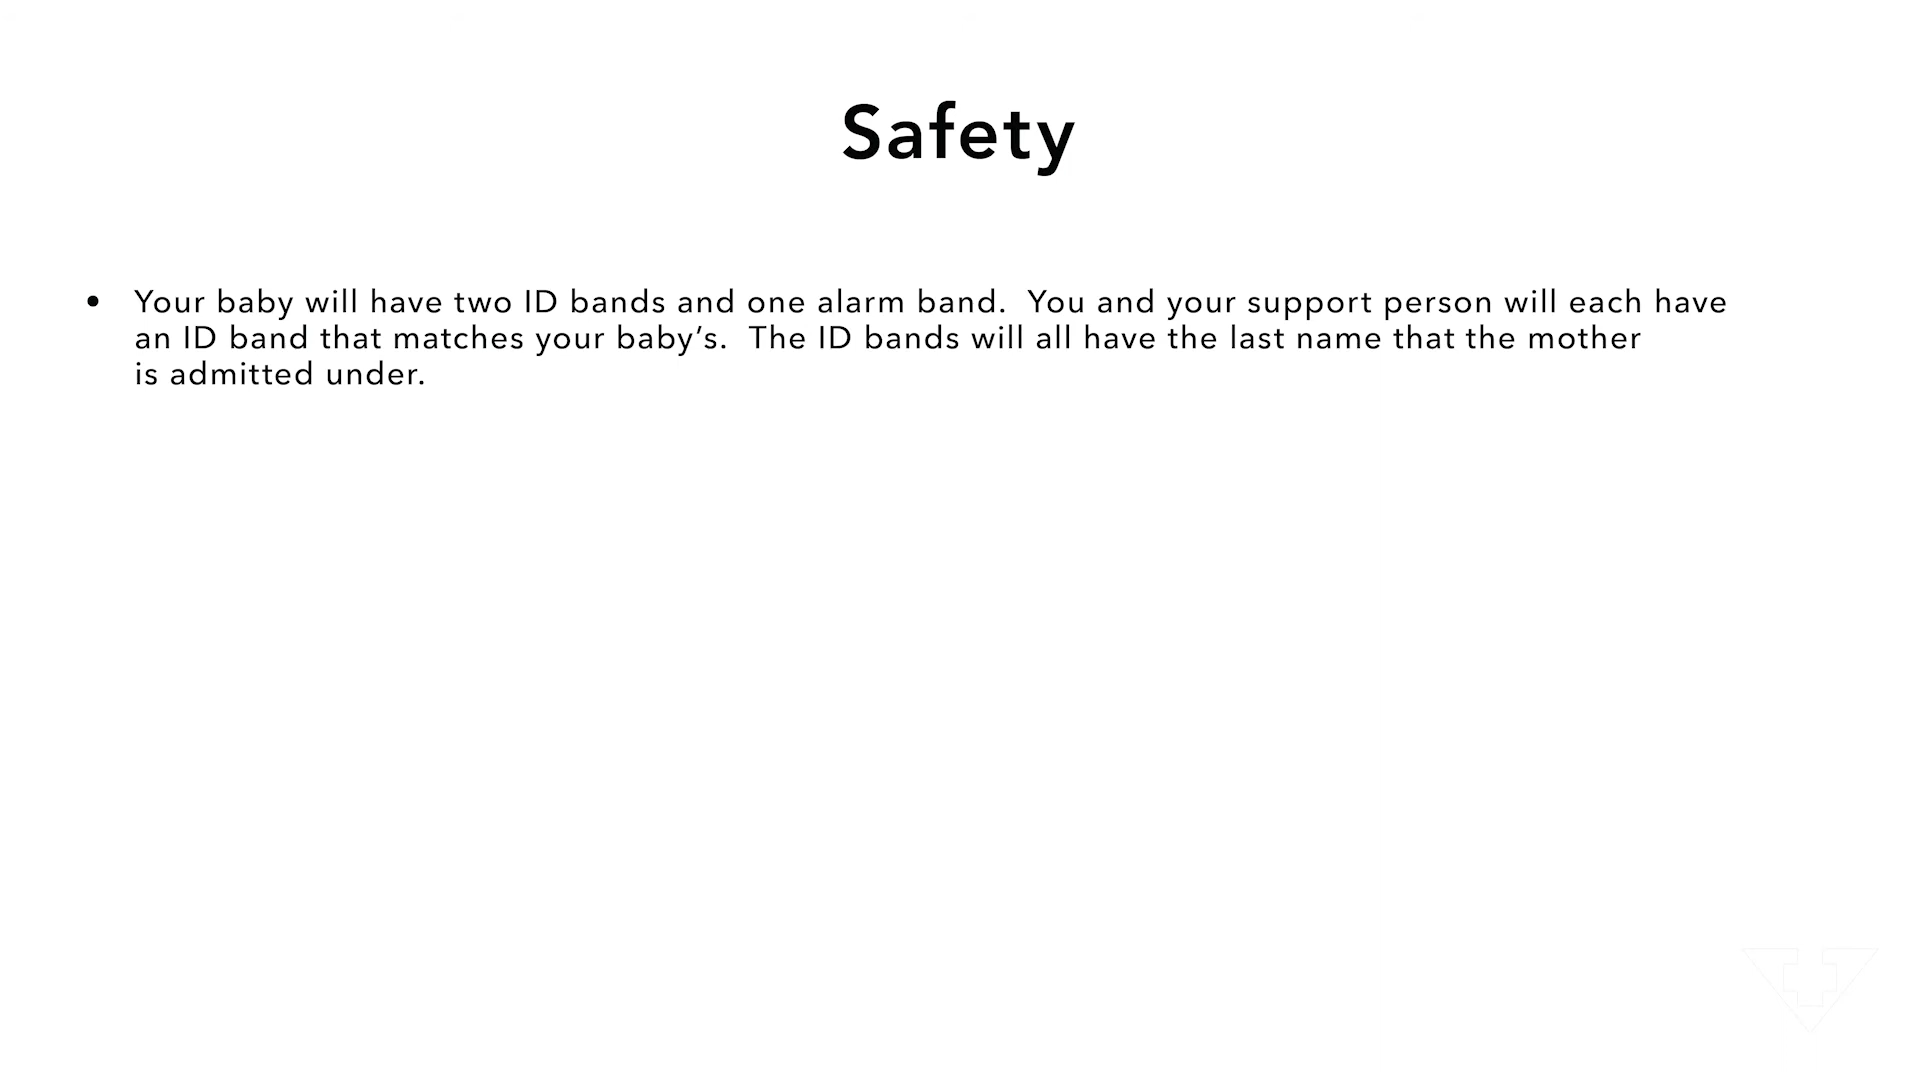 Safety
• Your baby will have two ID bands and one alarm band.  You and your support person will each have
an ID band that matches your baby’s.  The ID bands will all have the last name that the mother
is admitted under.